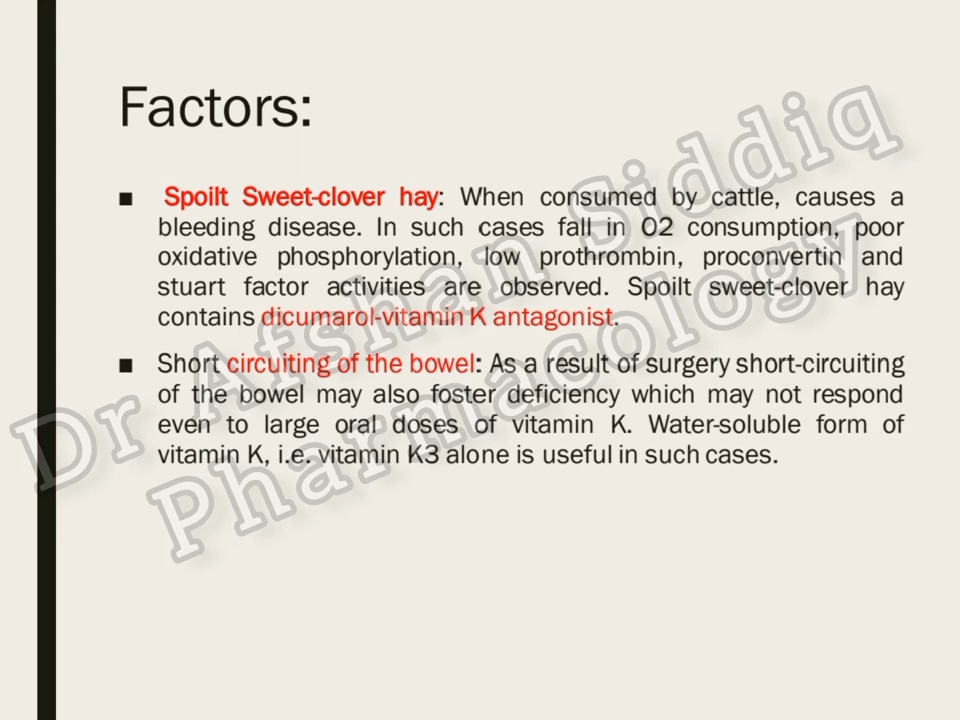 Factors:
■ Spoilt Sweet-clover hay: When consumed by cattle, causes a
bleeding disease. In such cases fall in O2 consumption, poor
oxidative phosphorylation, low prothrombin, proconvertin and
stuart factor activities are observed. Spoilt sweet-clover hay
contains dicumarol-vitamin K antagonist.
■ Short circuiting of the bowel: As a result of surgery short-circuiting
of the bowel may also foster deficiency which may not respond
even to large oral doses of vitamin K. Water-soluble form of
vitamin K, i.e. vitamin K3 alone is useful in such cases.
Dr Afshan Siddiq
Pharmacology